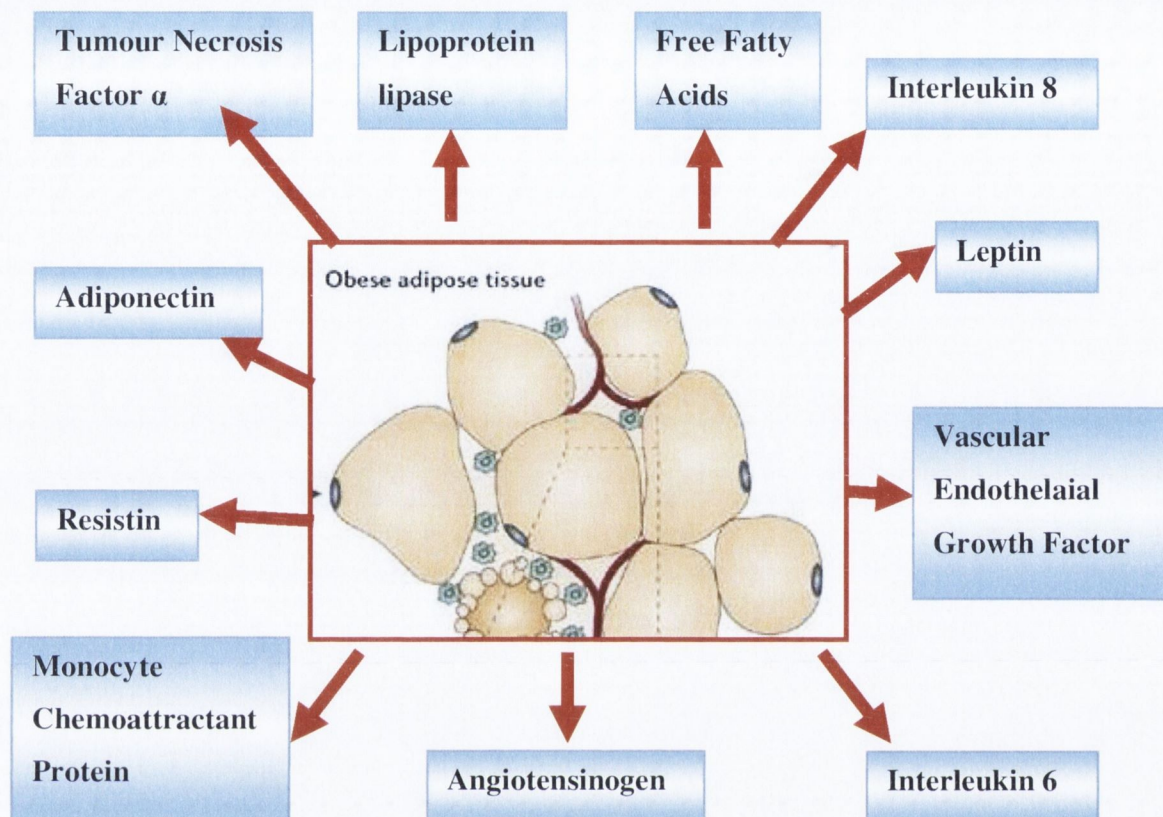 Tumour Necrosis
Factor α
Lipoprotein
lipase
Free Fatty
Acids
Interleukin 8
Leptin
Adiponectin
Obese adipose tissue
Vascular
Endothelaial
Growth Factor
Resistin
Monocyte
Chemoattractant
Protein
Angiotensinogen
Interleukin 6